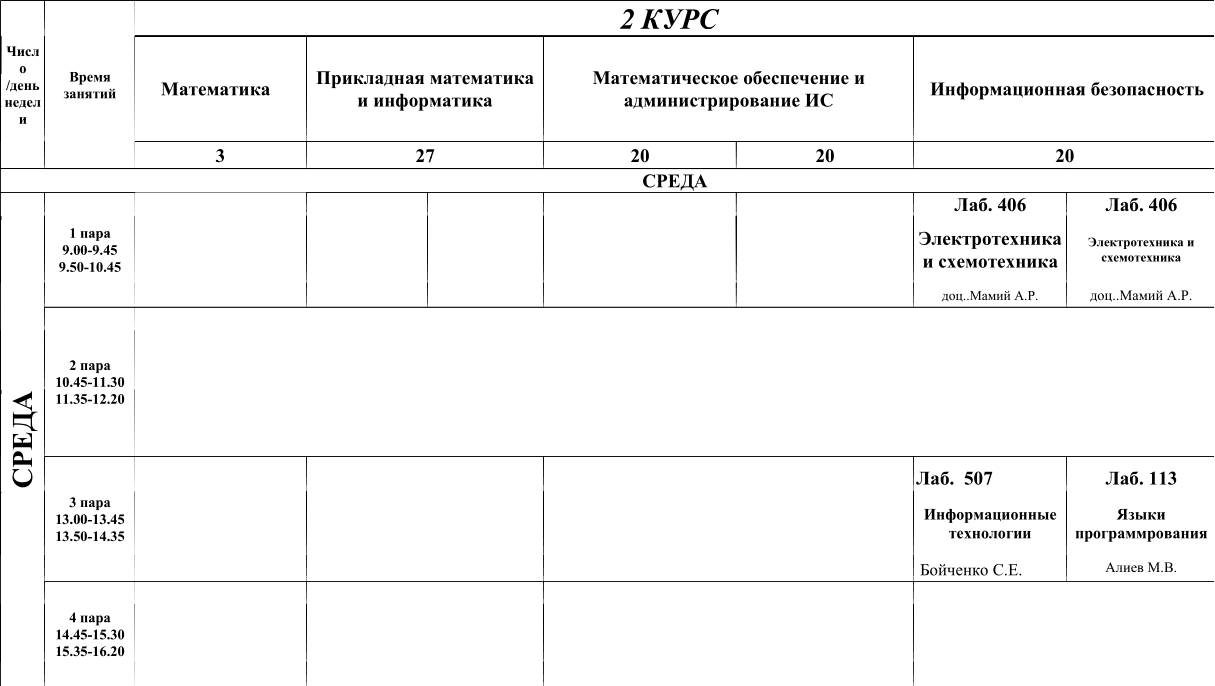 2 КУРС
Числ
о
/день
недел
и
Время
занятий
Математика
Прикладная математика
и информатика
Математическое обеспечение и
администрирование ИС
Информационная безопасность
3
27
20
20
20
СРЕДА
СРЕДА
1 пара
9.00-9.45
9.50-10.45
Лаб. 406
Электротехника
и схемотехника
доц..Мамий А.Р.
Лаб. 406
Электротехника и
схемотехника
доц..Мамий А.Р.
2 пара
10.45-11.30
11.35-12.20
3 пара
13.00-13.45
13.50-14.35
Лаб.  507
Информационные
технологии
Бойченко С.Е.
Лаб. 113
Языки
программрования
Алиев М.В.
4 пара
14.45-15.30
15.35-16.20